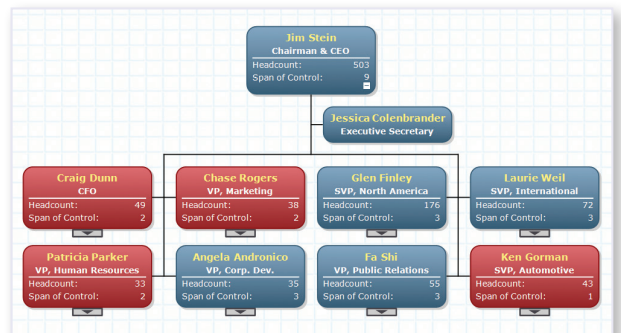 Jim Stein
Chairman & CEO
Headcount: 503
Span of Control: 9
Jessica Colenbrander
Executive Secretary
Craig Dunn
CFO
Headcount: 49
Span of Control: 2
Chase Rogers
VP, Marketing
Headcount: 38
Span of Control: 2
Glen Finley
SVP, North America
Headcount: 176
Span of Control: 3
Laurie Weil
SVP, International
Headcount: 72
Span of Control: 3
Patricia Parker
VP, Human Resources
Headcount: 33
Span of Control: 2
Angela Andronico
VP, Corp. Dev.
Headcount: 35
Span of Control: 3
Fa Shi
VP, Public Relations
Headcount: 55
Span of Control: 3
Ken Gorman
SVP, Automotive
Headcount: 43
Span of Control: 1